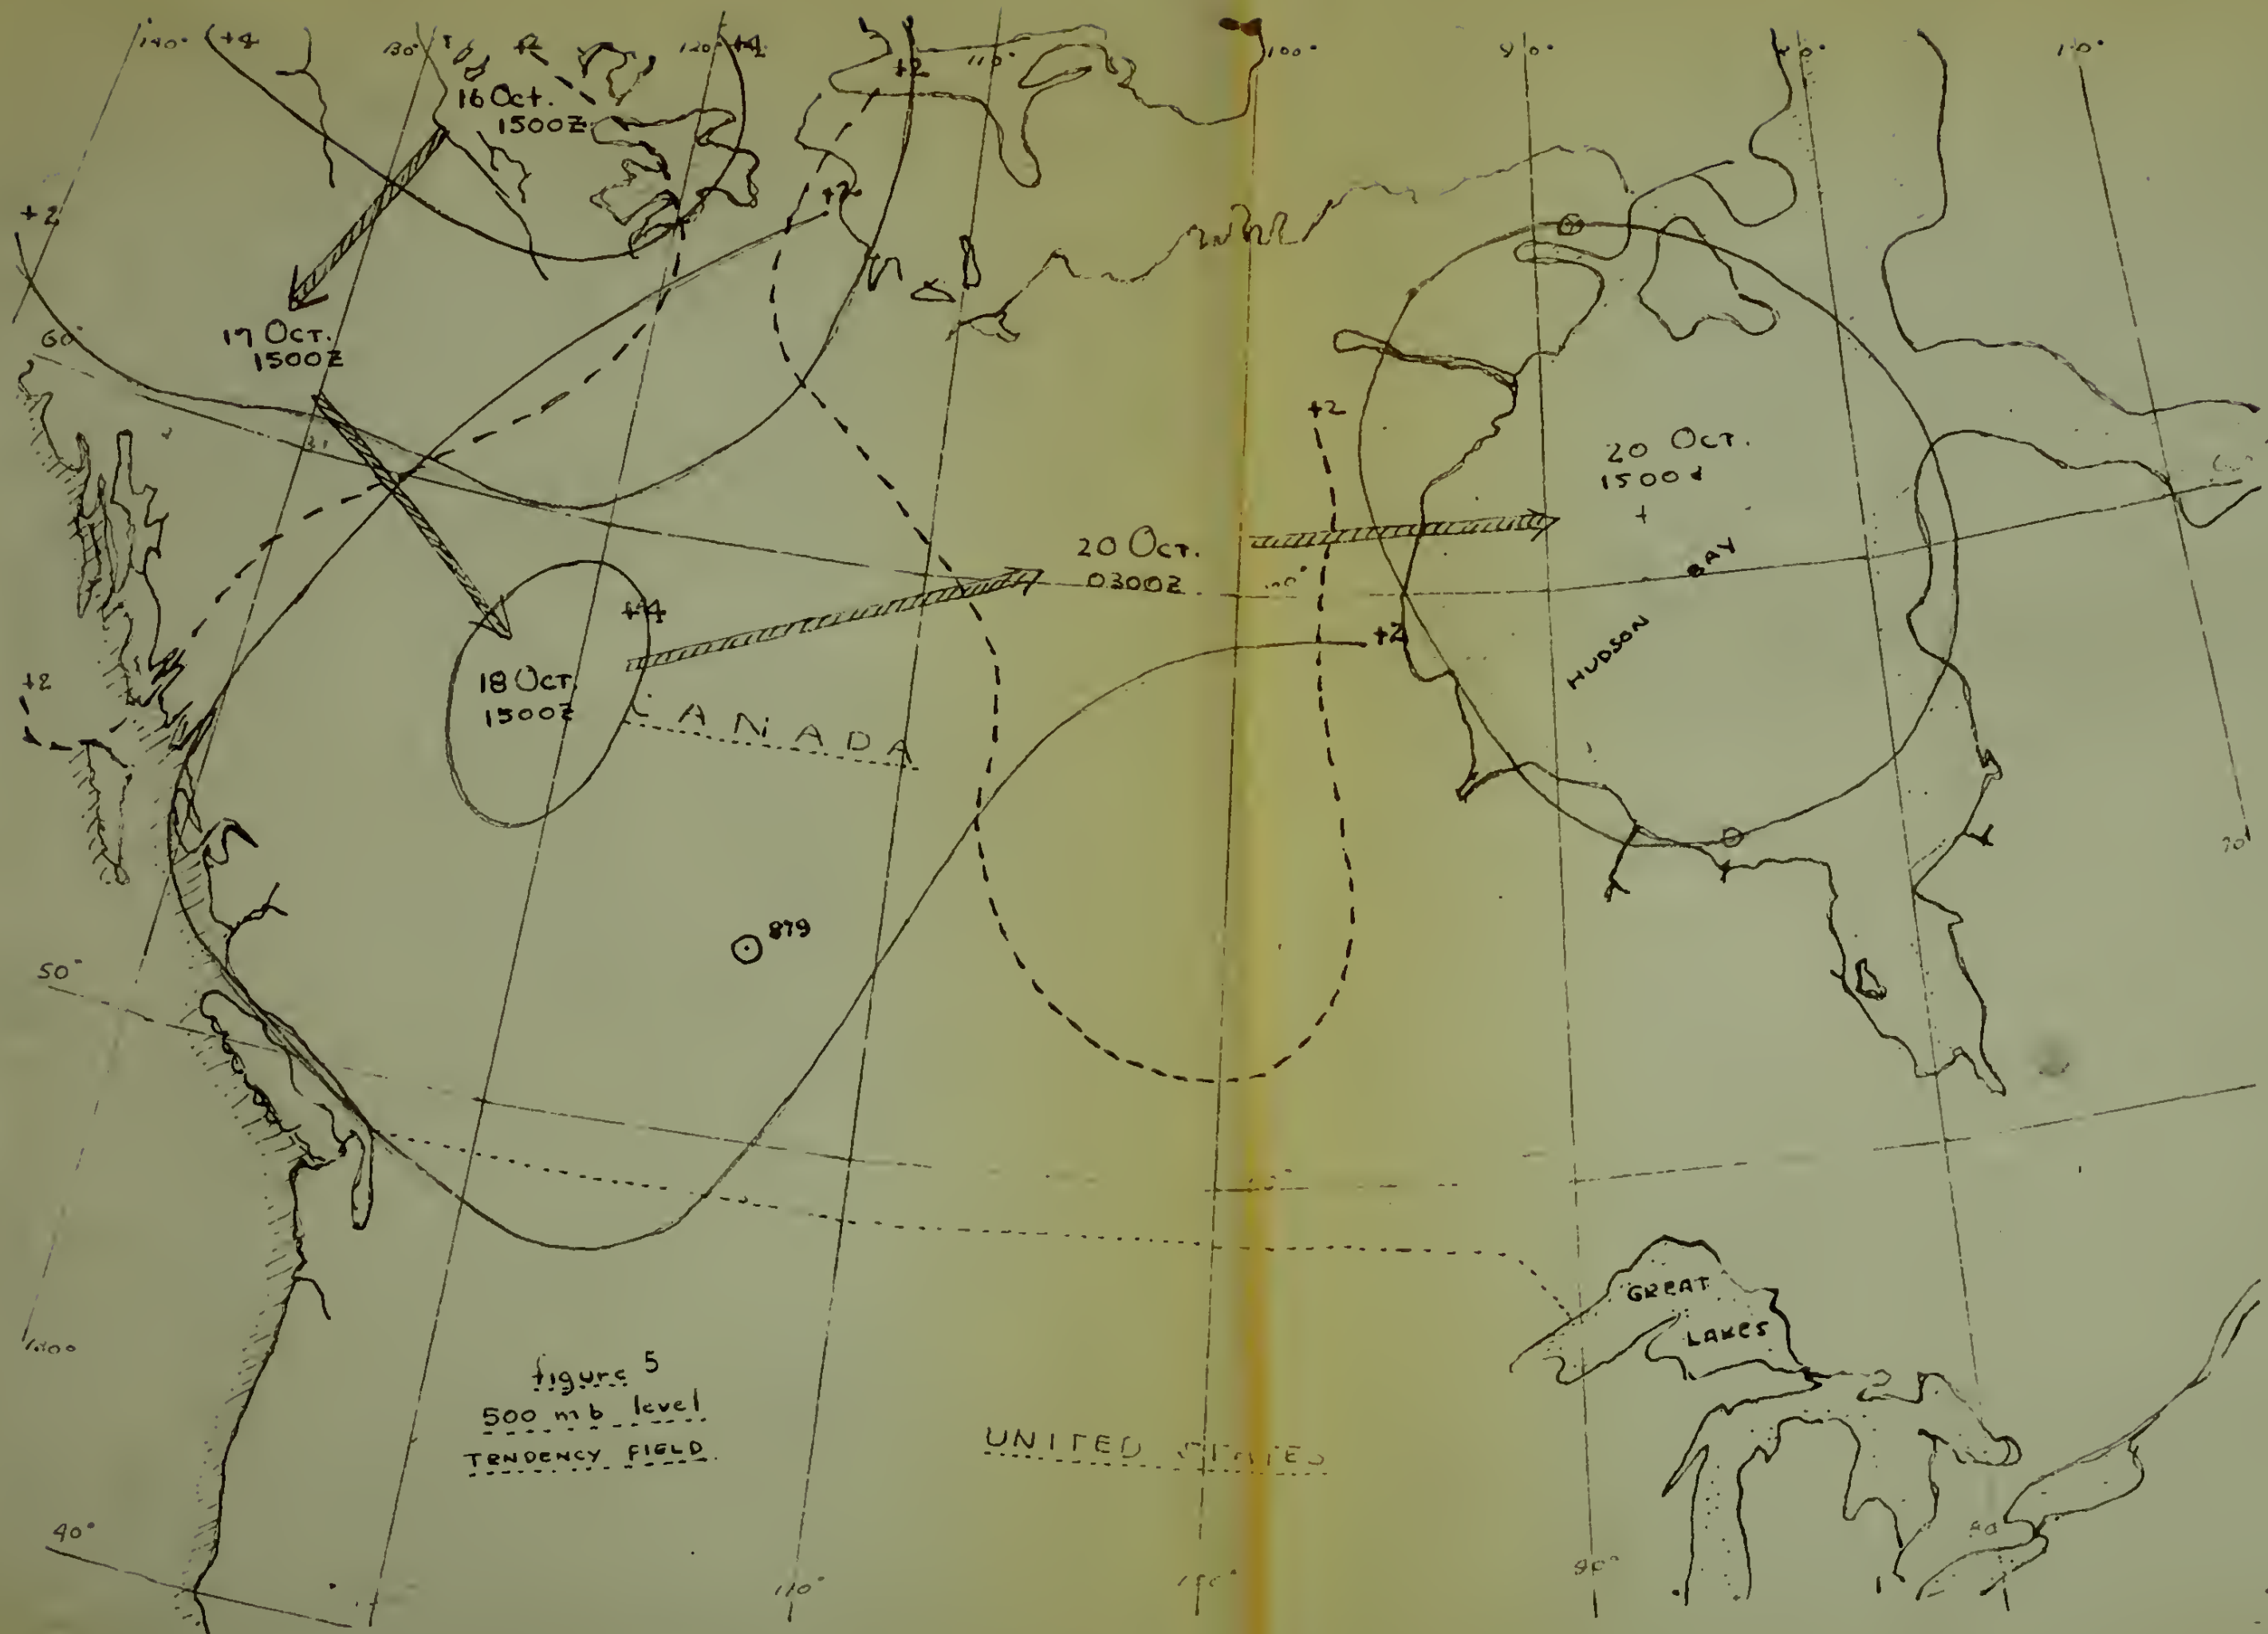 140°
+4
130°
+2
120°
+4
+2
110°
100°
90°
16 Oct.
1500Z
+2
+2
17 OCT.
1500Z
60°
+2
20 OCT.
1500Z
20 OCT.
0300Z
HUDSON BAY
+4
+2
18 OCT.
1500Z
CANADA
+2
70°
879
50°
GREAT
LAKES
figure 5
500 mb level
TENDENCY FIELD
UNITED STATES
40°
110°
90°
80